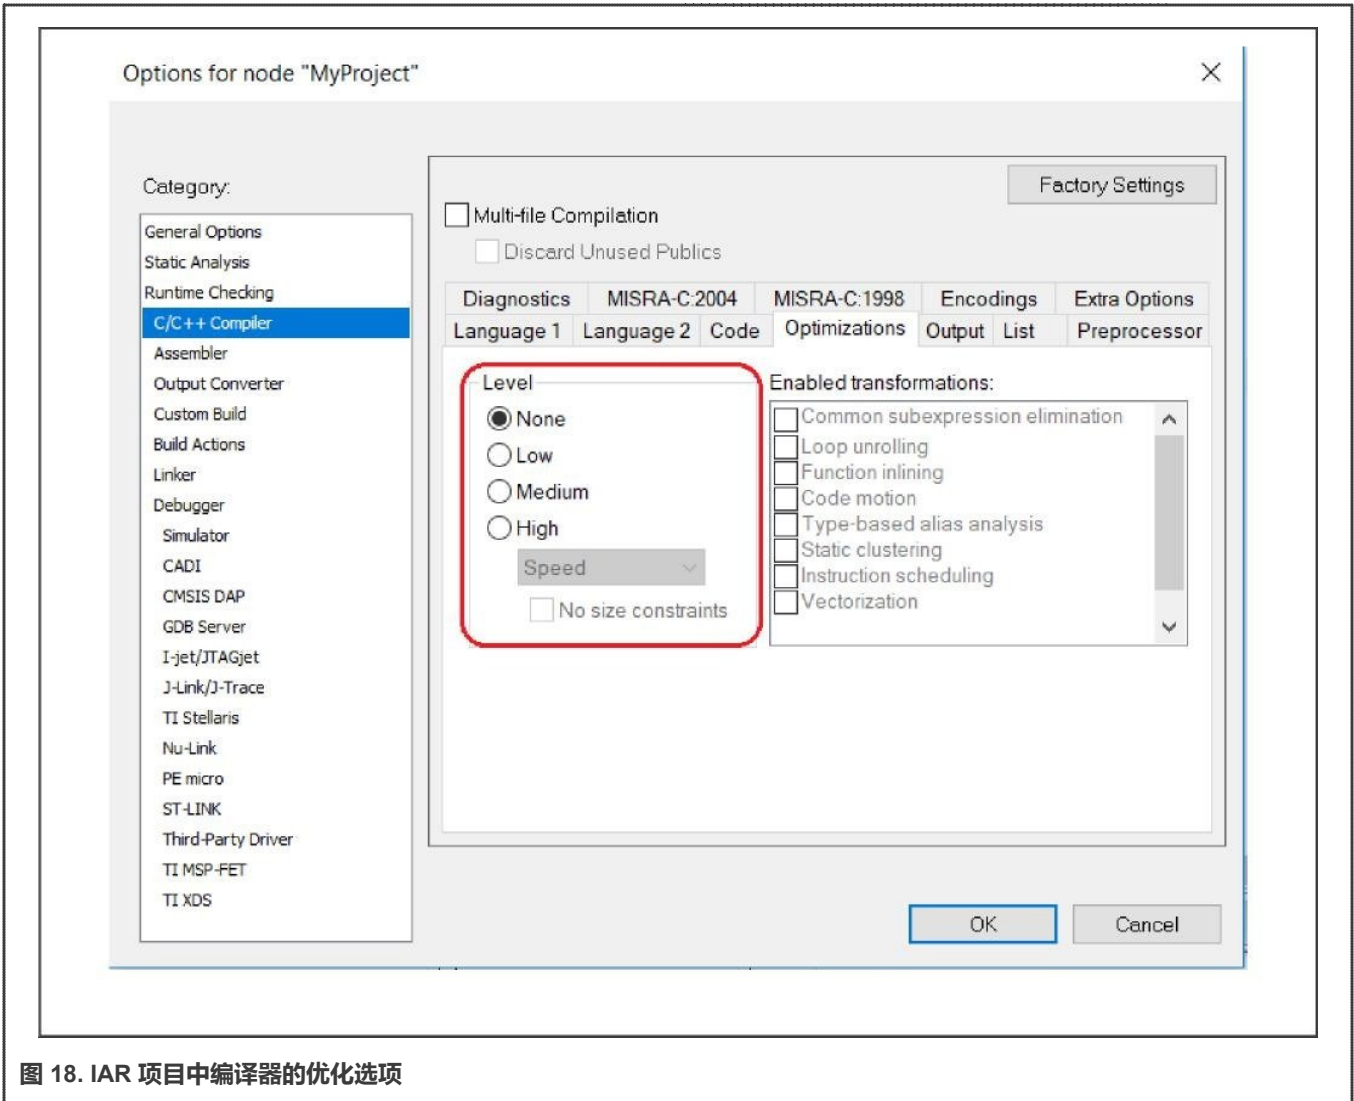 Options for node "MyProject"
Category:
General Options
Static Analysis
Runtime Checking
C/C++ Compiler
Assembler
Output Converter
Custom Build
Build Actions
Linker
Debugger
Simulator
CADI
CMSIS DAP
GDB Server
I-jet/JTAGjet
J-Link/J-Trace
TI Stellaris
Nu-Link
PE micro
ST-LINK
Third-Party Driver
TI MSP-FET
TI XDS
Factory Settings
Multi-file Compilation
Discard Unused Publics
Diagnostics MISRA-C:2004 MISRA-C:1998 Encodings Extra Options
Language 1 Language 2 Code Optimizations Output List Preprocessor
Level
None
Low
Medium
High
Speed
No size constraints
Enabled transformations:
Common subexpression elimination
Loop unrolling
Function inlining
Code motion
Type-based alias analysis
Static clustering
Instruction scheduling
Vectorization
OK Cancel
图 18. IAR 项目中编译器的优化选项